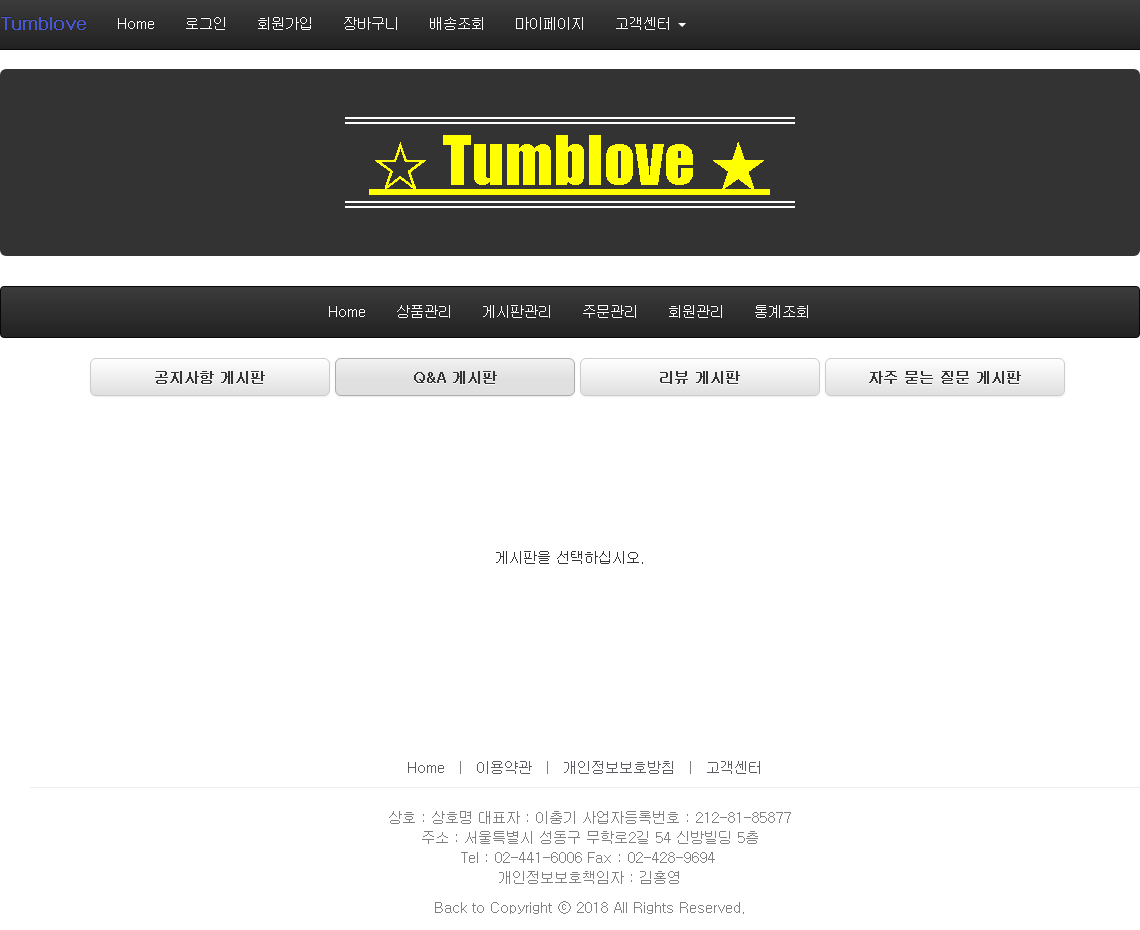 Tumblove Home 로그인 회원가입 장바구니 배송조회 마이페이지 고객센터
☆ Tumblove ★
Home 상품관리 게시판관리 주문관리 회원관리 통계조회
공지사항 게시판 Q&A 게시판 리뷰 게시판 자주 묻는 질문 게시판
게시판을 선택하십시오.
Home | 이용약관 | 개인정보보호방침 | 고객센터
상호 : 상호명 대표자 : 이충기 사업자등록번호 : 212-81-85877
주소 : 서울특별시 성동구 무학로2길 54 신방빌딩 5층
Tel : 02-441-6006 Fax : 02-428-9694
개인정보보호책임자 : 김홍영
Back to Copyright ⓒ 2018 All Rights Reserved.